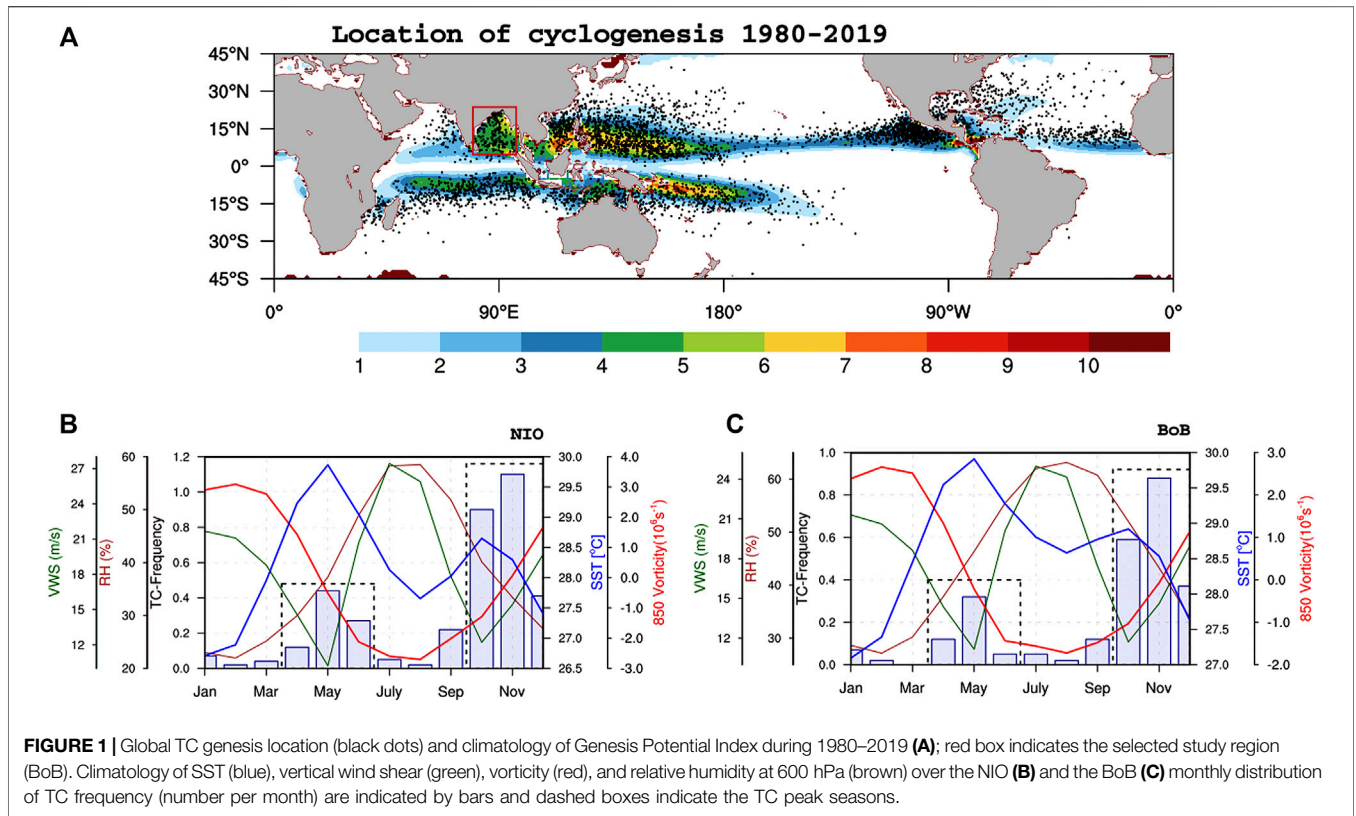 A
Location of cyclogenesis 1980-2019
45°N
30°N
15°N
0°
15°S
30°S
45°S
0° 90°E 180° 90°W 0°
1 2 3 4 5 6 7 8 9 10
B
NIO
VWS (m/s)
27
24
21
18
15
12
RH (%)
60
50
40
30
20
TC-Frequency
1.2
1.0
0.8
0.6
0.4
0.2
0.0
Jan Mar May July Sep Nov
30.0
29.5
29.0
28.5
28.0
27.5
27.0
26.5
SST [°C]
4.0
3.0
2.0
1.0
0.0
-1.0
-2.0
-3.0
850 Vorticity(10⁶s⁻¹)
C
BoB
VWS (m/s)
24
21
18
15
12
RH (%)
60
50
40
30
TC-Frequency
1.0
0.8
0.6
0.4
0.2
0.0
Jan Mar May July Sep Nov
30.0
29.5
29.0
28.5
28.0
27.5
27.0
SST [°C]
3.0
2.0
1.0
0.0
-1.0
-2.0
850 Vorticity(10⁶s⁻¹)
FIGURE 1 | Global TC genesis location (black dots) and climatology of Genesis Potential Index during 1980–2019 (A); red box indicates the selected study region
(BoB). Climatology of SST (blue), vertical wind shear (green), vorticity (red), and relative humidity at 600 hPa (brown) over the NIO (B) and the BoB (C) monthly distribution
of TC frequency (number per month) are indicated by bars and dashed boxes indicate the TC peak seasons.